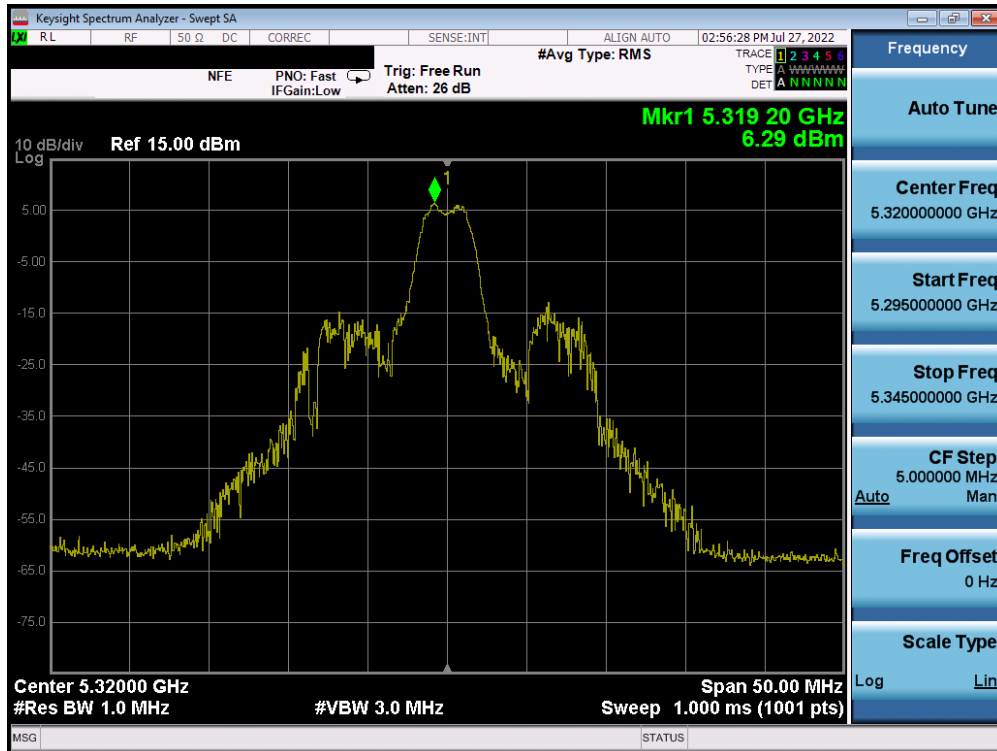 Keysight Spectrum Analyzer - Swept SA
LXI RL RF 50 Ω DC CORREC SENSE:INT ALIGN AUTO 02:56:28 PM Jul 27, 2022
NFE PNO: Fast Trig: Free Run #Avg Type: RMS TRACE 1 2 3 4 5 6
IFGain:Low Atten: 26 dB TYPE A WWWWW
DET A N N N N N
Mkr1 5.319 20 GHz
6.29 dBm
10 dB/div Ref 15.00 dBm
Log
1
5.00
-5.00
-15.0
-25.0
-35.0
-45.0
-55.0
-65.0
-75.0
Center 5.32000 GHz Span 50.00 MHz
#Res BW 1.0 MHz #VBW 3.0 MHz Sweep 1.000 ms (1001 pts)
MSG STATUS
Frequency
Auto Tune
Center Freq
5.320000000 GHz
Start Freq
5.295000000 GHz
Stop Freq
5.345000000 GHz
CF Step
5.000000 MHz
Auto Man
Freq Offset
0 Hz
Scale Type
Log Lin